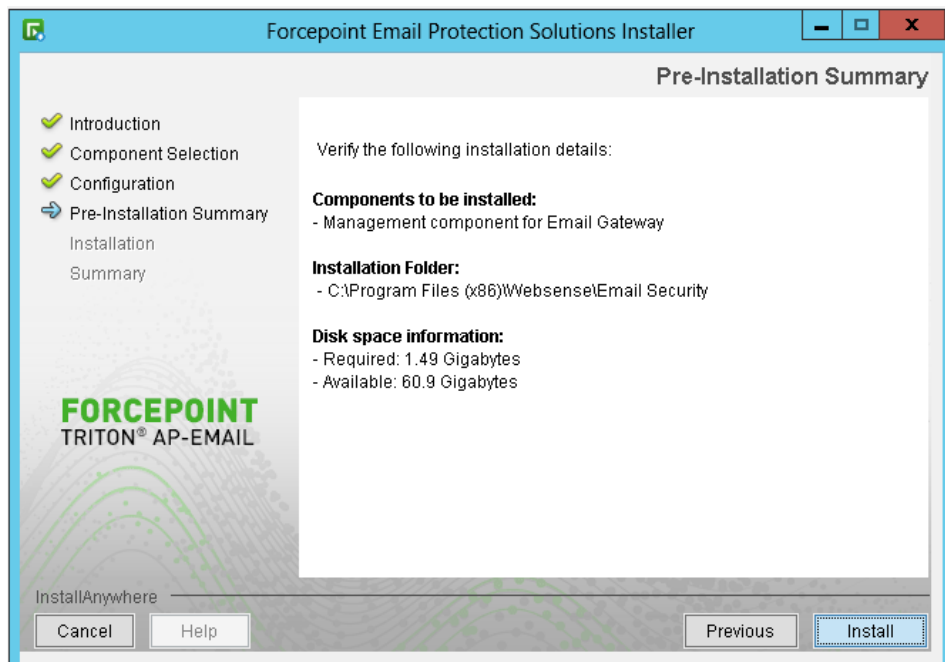 Forcepoint Email Protection Solutions Installer
Pre-Installation Summary
Introduction
Component Selection
Configuration
Pre-Installation Summary
Installation
Summary
Verify the following installation details:
Components to be installed:
- Management component for Email Gateway
Installation Folder:
- C:\Program Files (x86)\Websense\Email Security
Disk space information:
- Required: 1.49 Gigabytes
- Available: 60.9 Gigabytes
FORCEPOINT
TRITON® AP-EMAIL
InstallAnywhere
Cancel
Help
Previous
Install